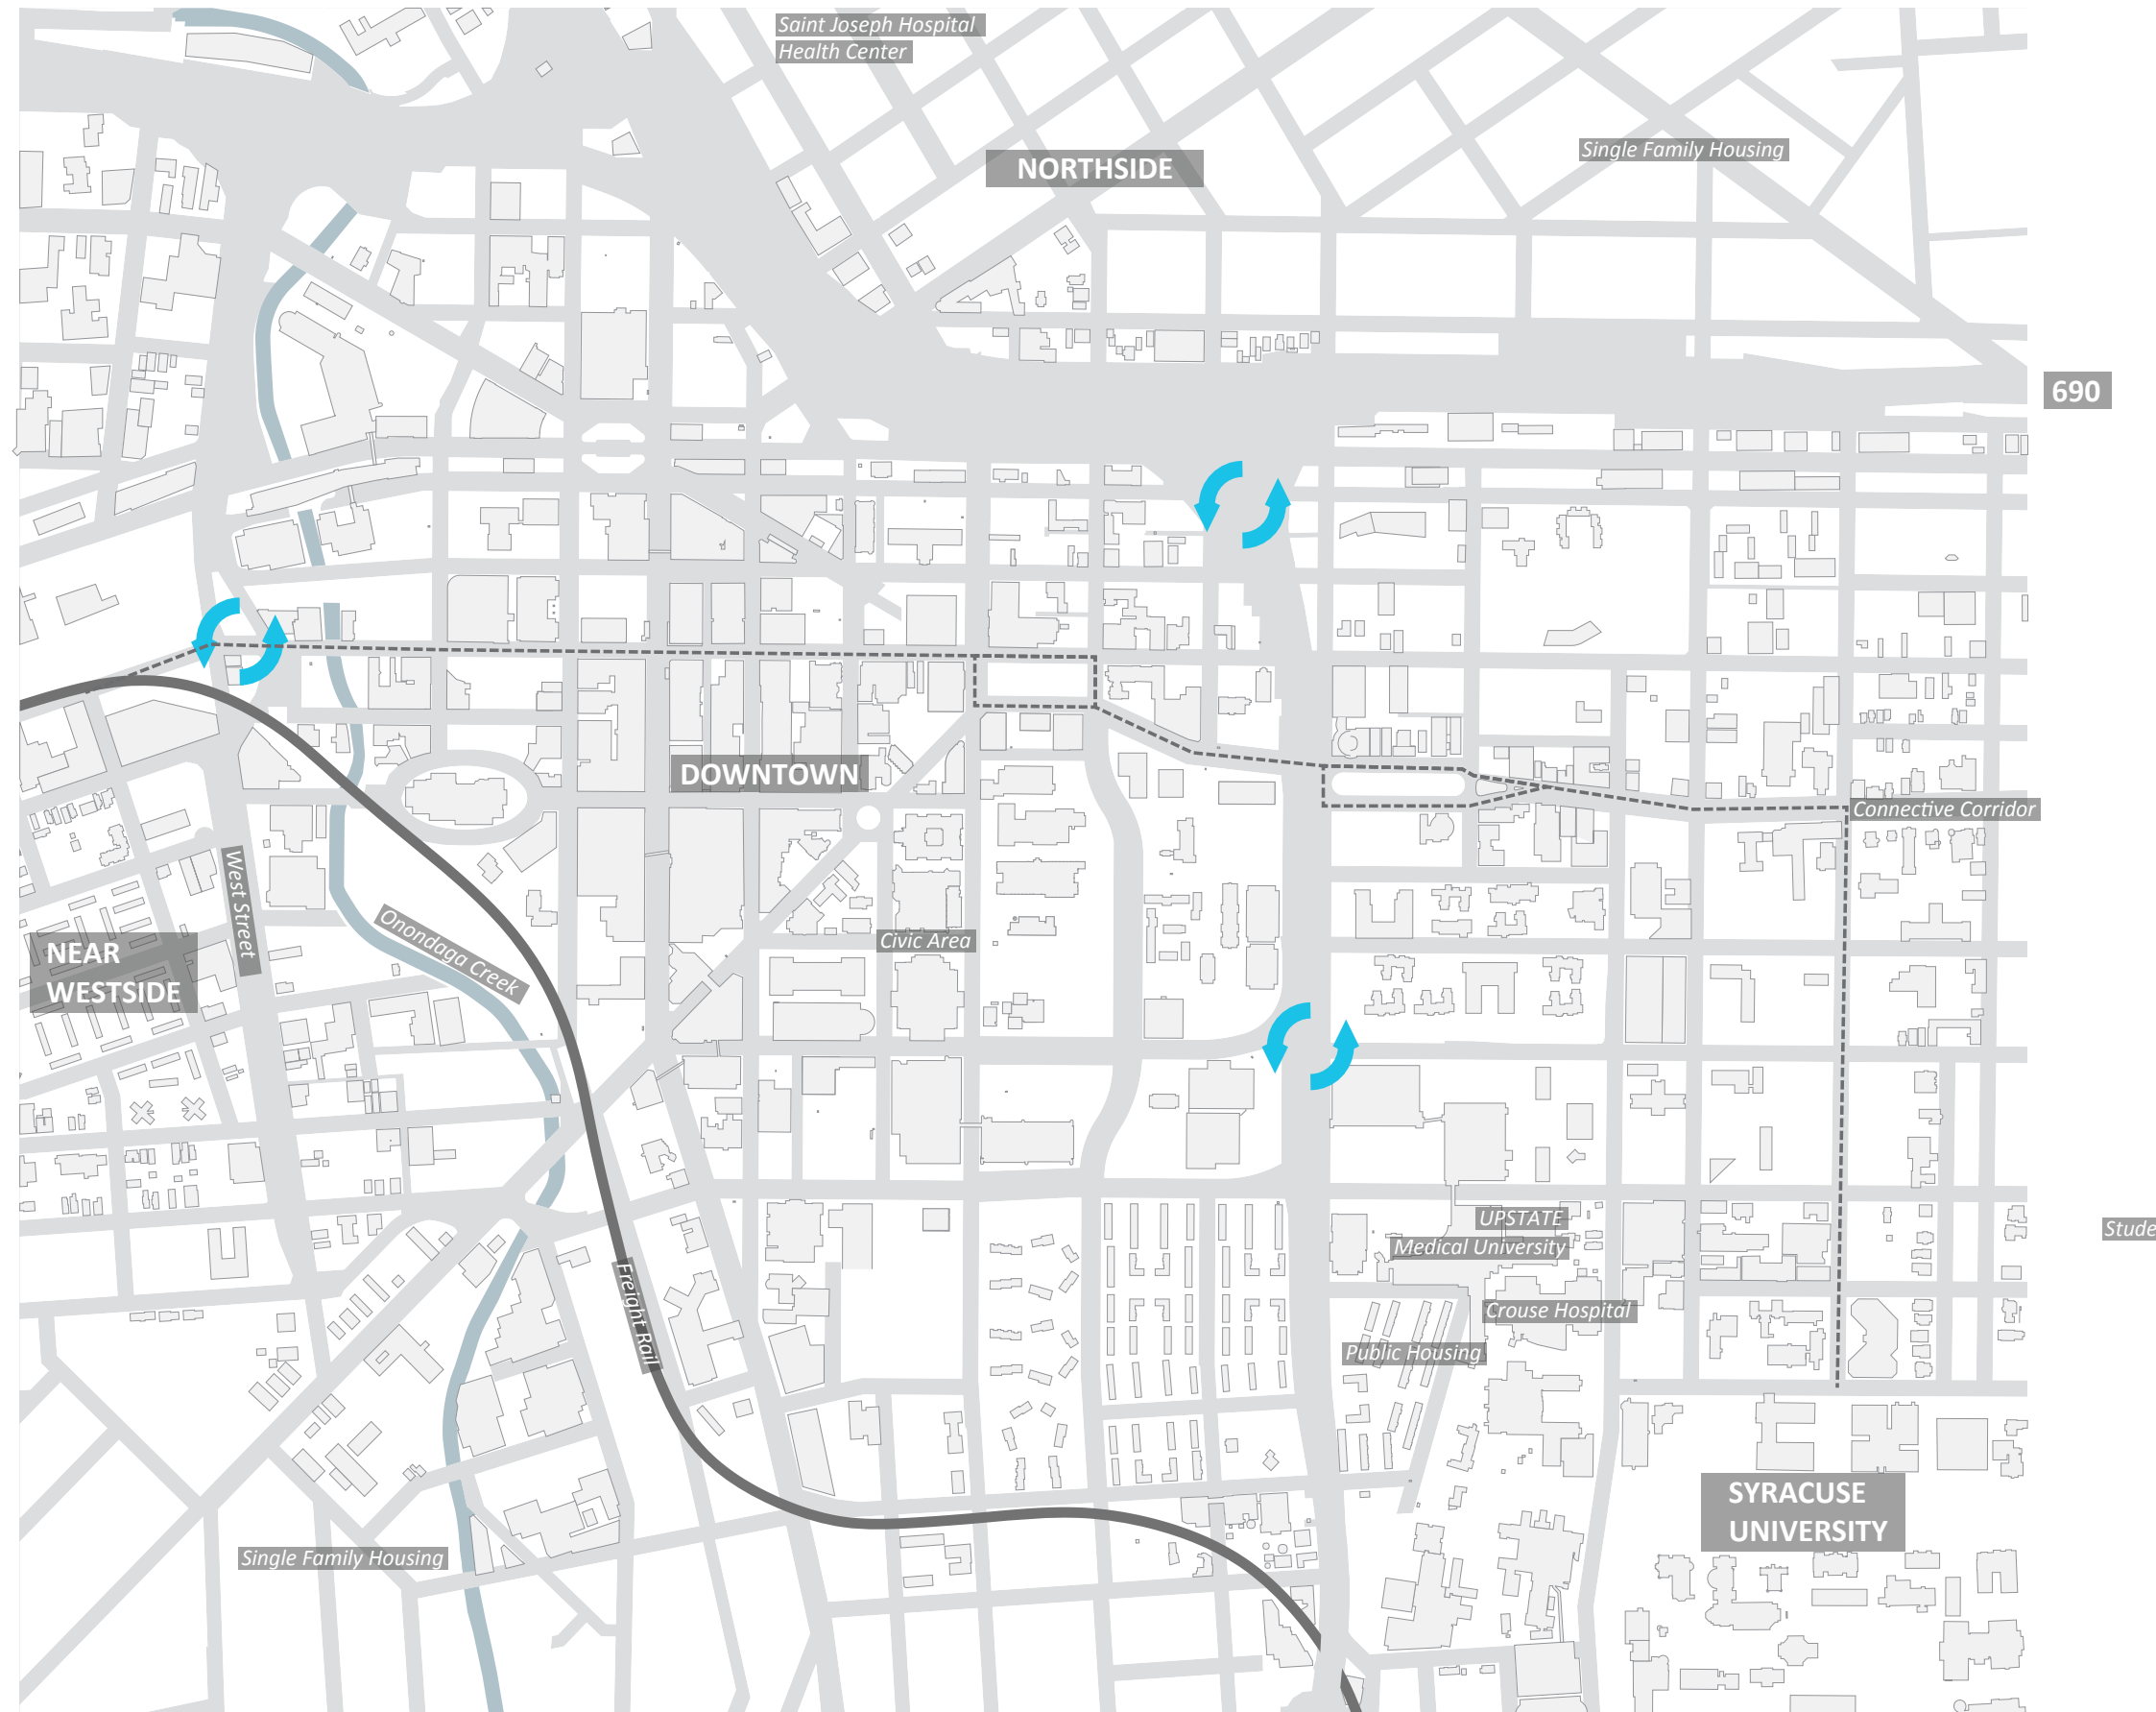 Saint Joseph Hospital
Health Center
Single Family Housing
NORTHSIDE
690
DOWNTOWN
Connective Corridor
West Street
Onondaga Creek
Civic Area
NEAR
WESTSIDE
UPSTATE
Medical University
Stude
Freight Rail
Crouse Hospital
Public Housing
SYRACUSE
UNIVERSITY
Single Family Housing